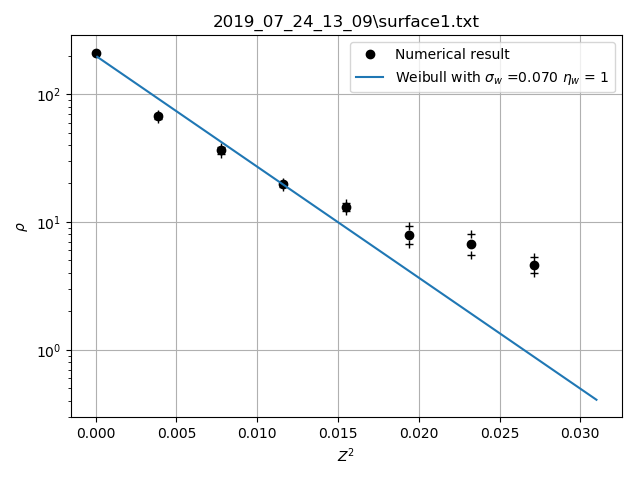 2019_07_24_13_09\surface1.txt
Numerical result
Weibull with σ_w =0.070 η_w = 1
10²
10¹
10⁰
ρ
0.000 0.005 0.010 0.015 0.020 0.025 0.030
Z²